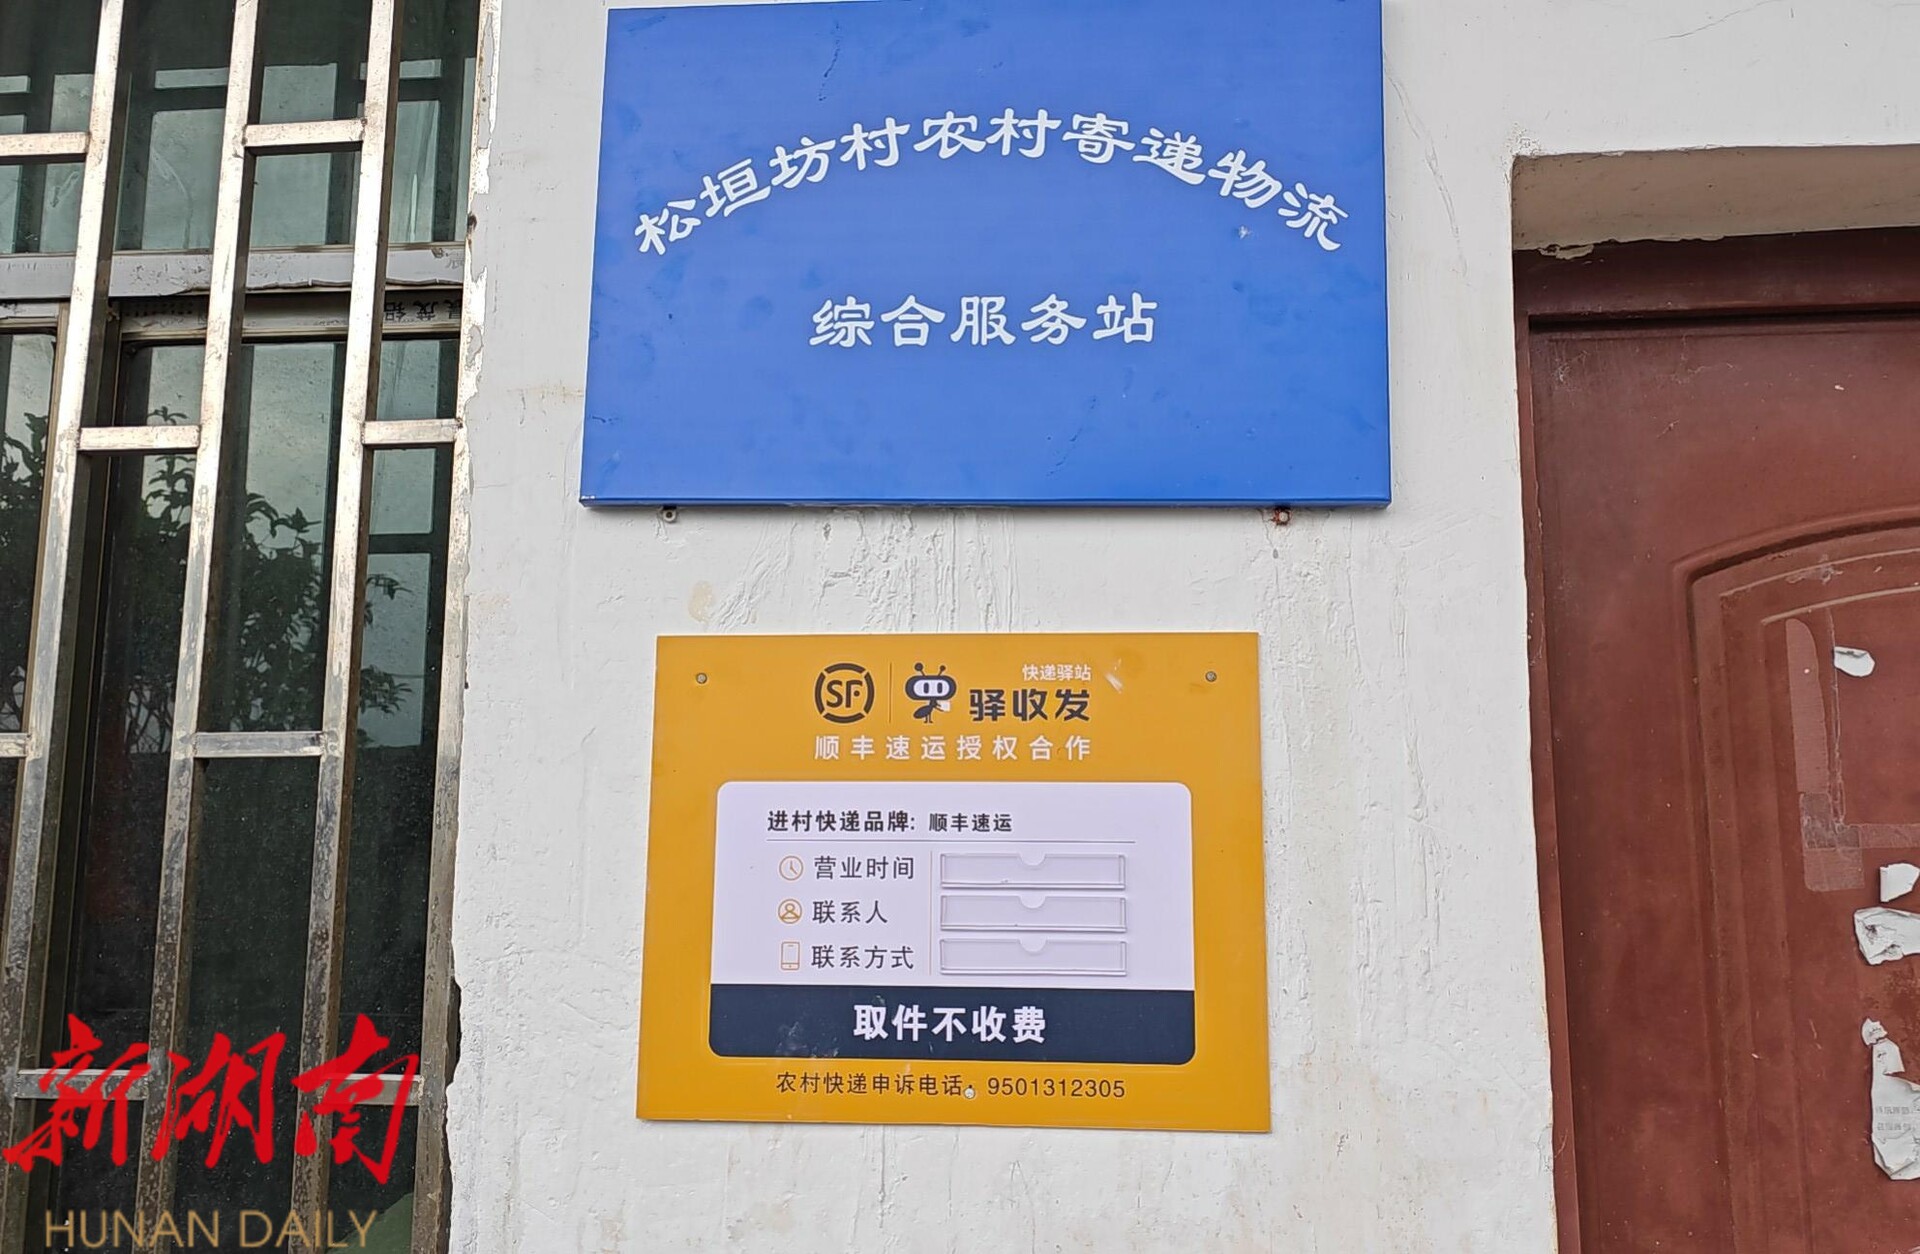 松垣坊村农村寄递物流
综合服务站
SF
快递驿站
驿收发
顺丰速运授权合作
进村快递品牌: 顺丰速运
营业时间
联系人
联系方式
取件不收费
农村快递申诉电话: 9501312305
新湖南
HUNAN DAILY